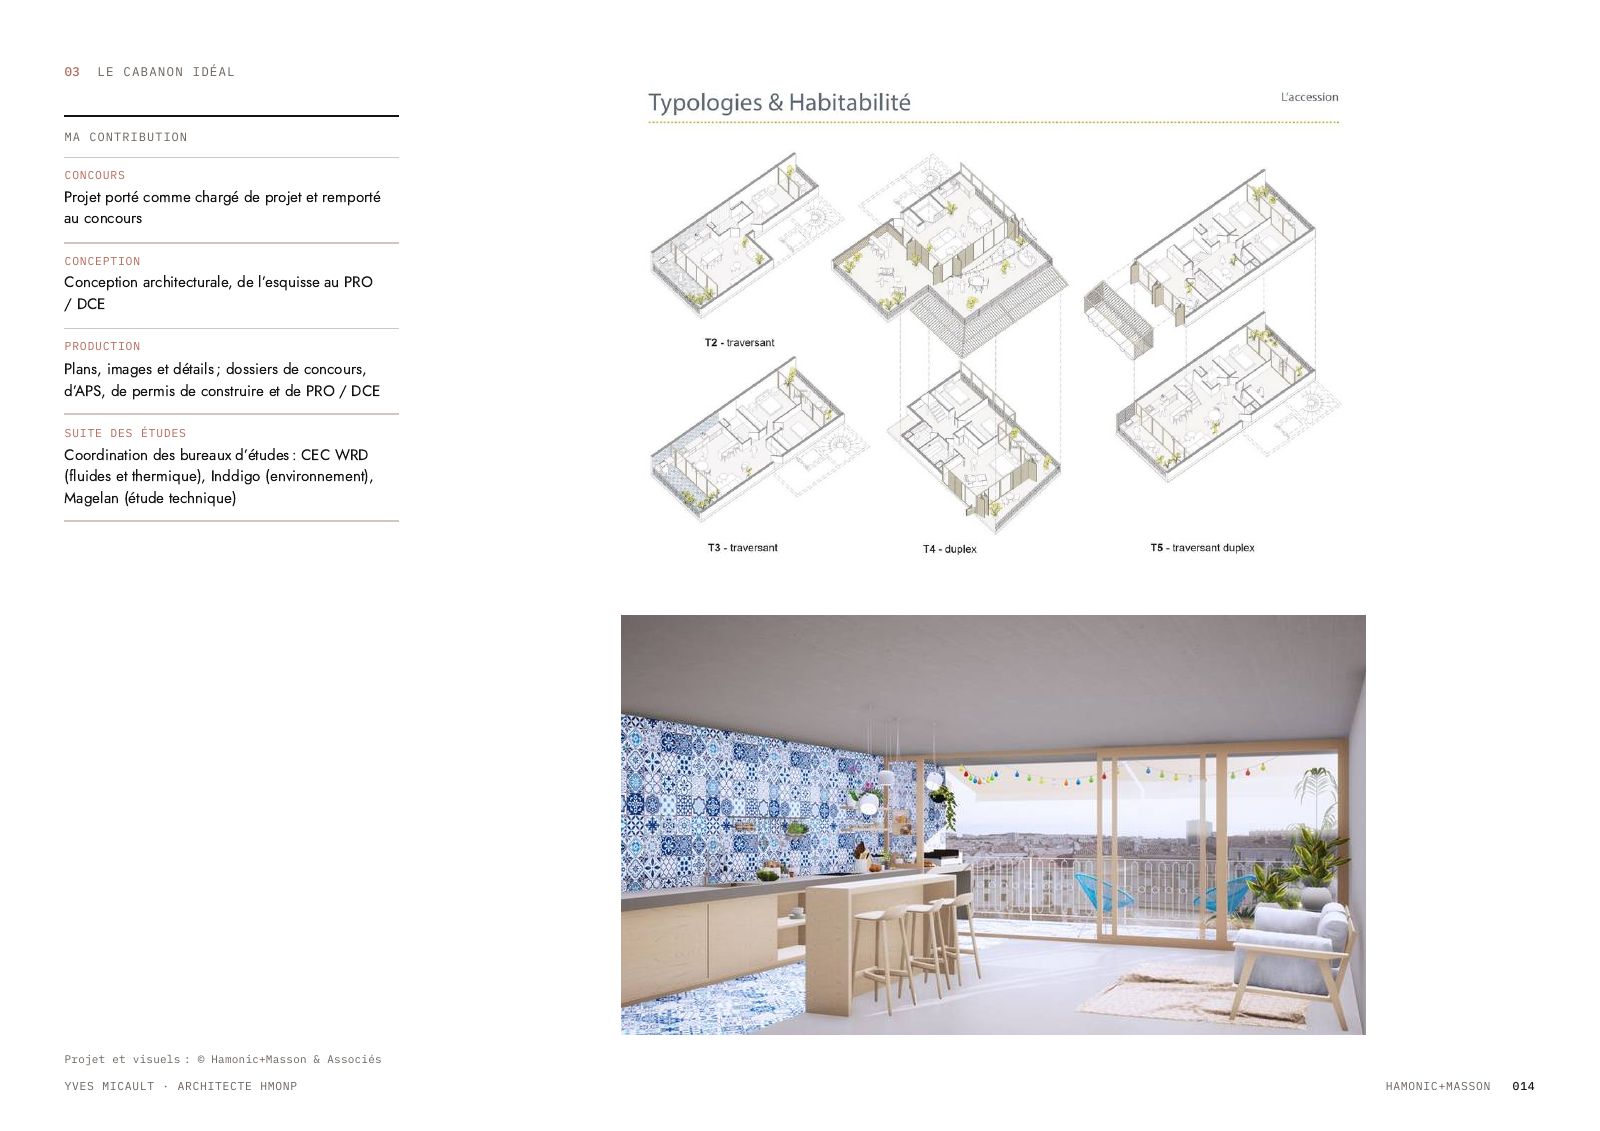 03 LE CABANON IDÉAL
MA CONTRIBUTION
CONCOURS
Projet porté comme chargé de projet et remporté
au concours
CONCEPTION
Conception architecturale, de l’esquisse au PRO
/ DCE
PRODUCTION
Plans, images et détails ; dossiers de concours,
d’APS, de permis de construire et de PRO / DCE
SUITE DES ÉTUDES
Coordination des bureaux d’études : CEC WRD
(fluides et thermique), Inddigo (environnement),
Magelan (étude technique)
Typologies & Habitabilité
L'accession
T2 - traversant
T3 - traversant
T4 - duplex
T5 - traversant duplex
Projet et visuels : © Hamonic+Masson & Associés
YVES MICAULT · ARCHITECTE HMONP
HAMONIC+MASSON 014